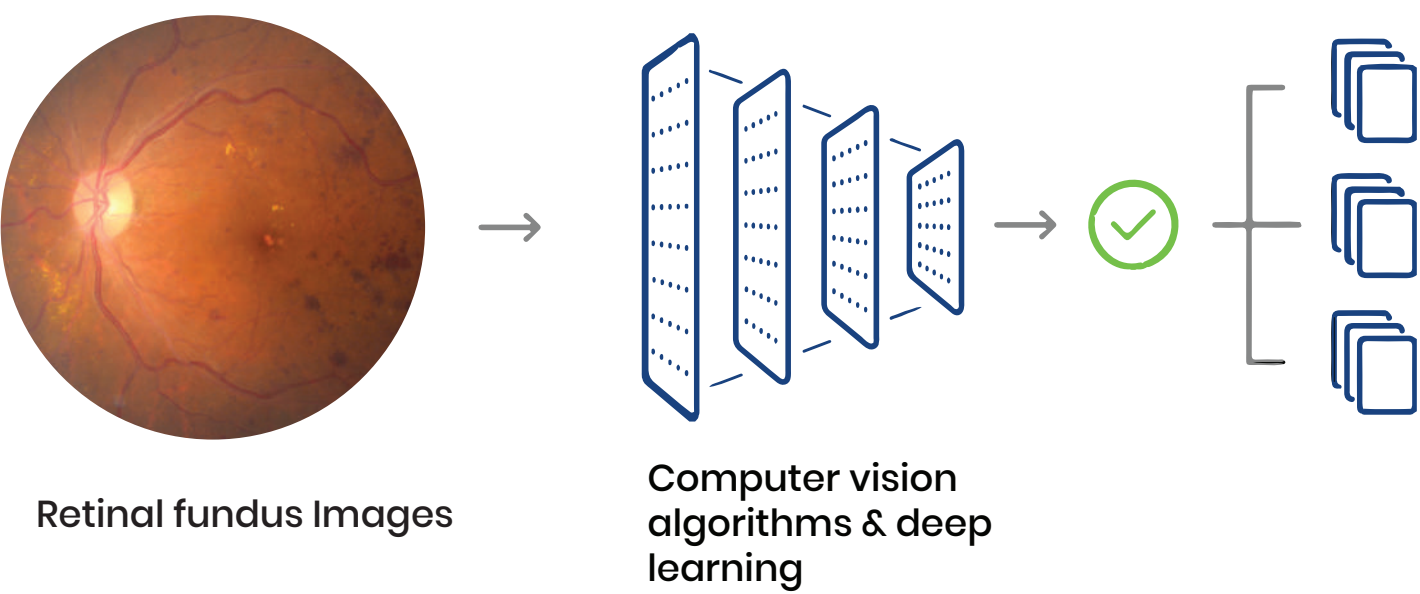 Retinal fundus Images
Computer vision
algorithms & deep
learning